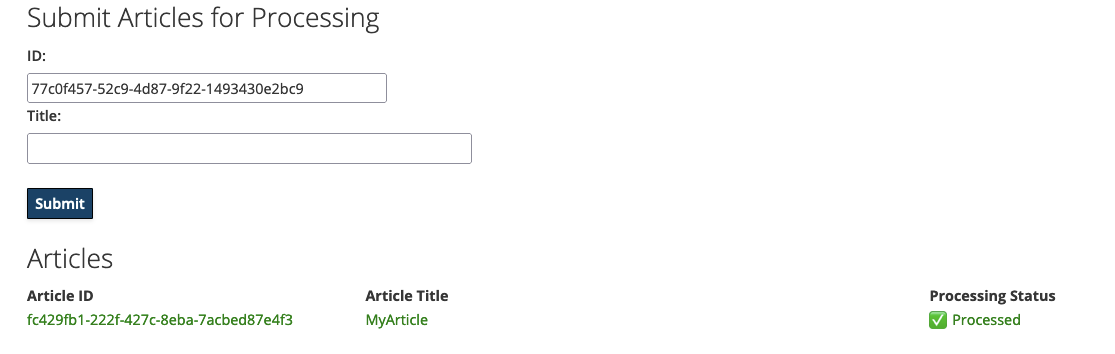 Submit Articles for Processing
ID:
77c0f457-52c9-4d87-9f22-1493430e2bc9
Title:
Submit
Articles
Article ID Article Title Processing Status
fc429fb1-222f-427c-8eba-7acbed87e4f3 MyArticle ✅ Processed